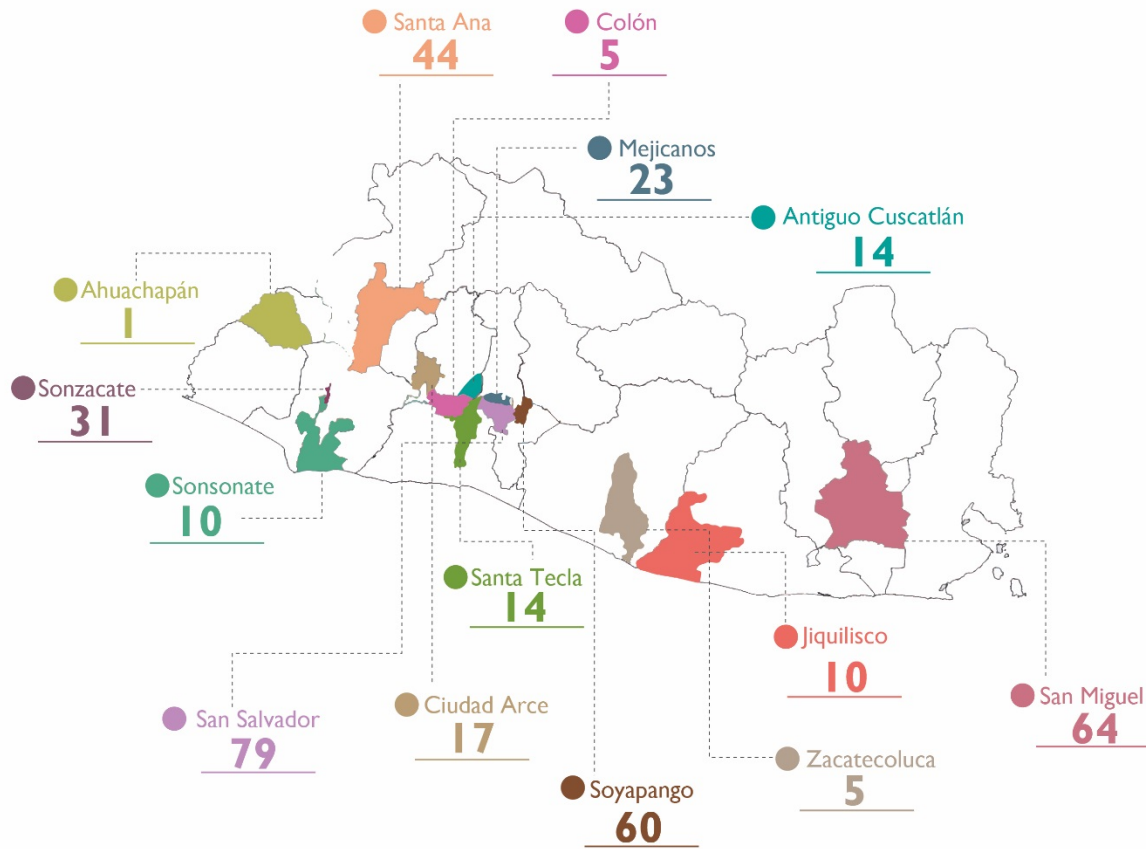 Santa Ana
44
Colón
5
Mejicanos
23
Antiguo Cuscatlán
14
Ahuachapán
1
Sonzacate
31
Sonsonate
10
Santa Tecla
14
Jiquilisco
10
San Miguel
64
San Salvador
79
Ciudad Arce
17
Zacatecoluca
5
Soyapango
60